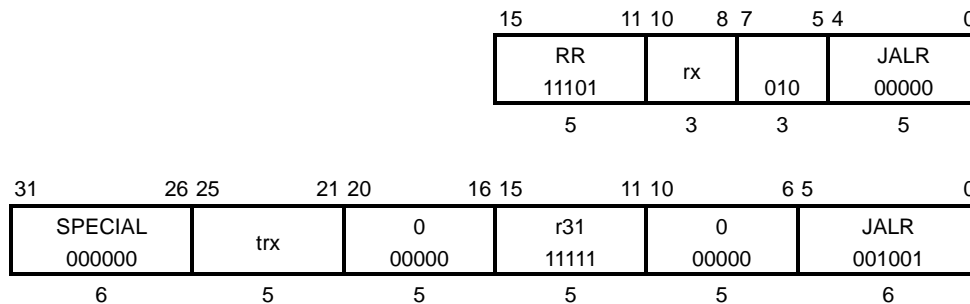 15 11 10 8 7 5 4 0
RR rx JALR
11101 010 00000
5 3 3 5
31 26 25 21 20 16 15 11 10 6 5 0
SPECIAL trx 0 r31 0 JALR
000000 00000 11111 00000 001001
6 5 5 5 5 6